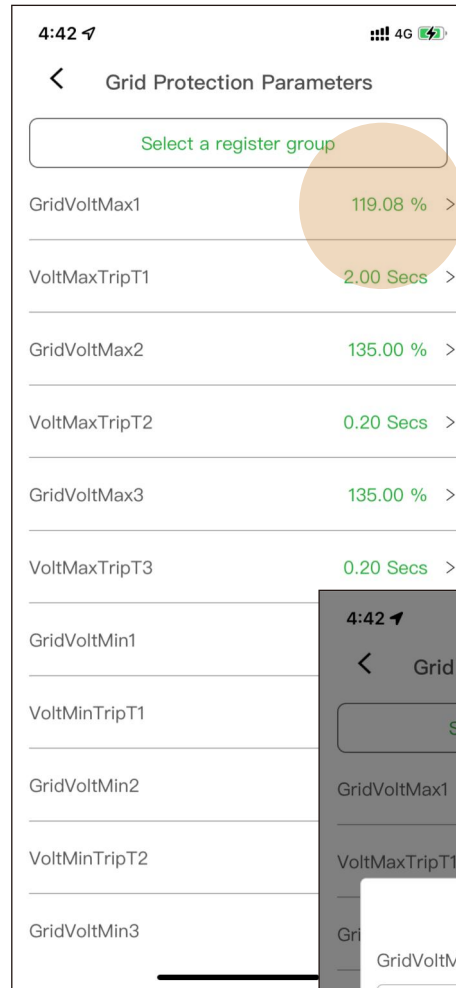 4:42
4G
Grid Protection Parameters
Select a register group
GridVoltMax1 119.08 %
VoltMaxTripT1 2.00 Secs
GridVoltMax2 135.00 %
VoltMaxTripT2 0.20 Secs
GridVoltMax3 135.00 %
VoltMaxTripT3 0.20 Secs
GridVoltMin1
VoltMinTripT1
GridVoltMin2
VoltMinTripT2
GridVoltMin3
4:42
Grid
S
GridVoltMax1
VoltMaxTripT1
Gri
GridVoltM